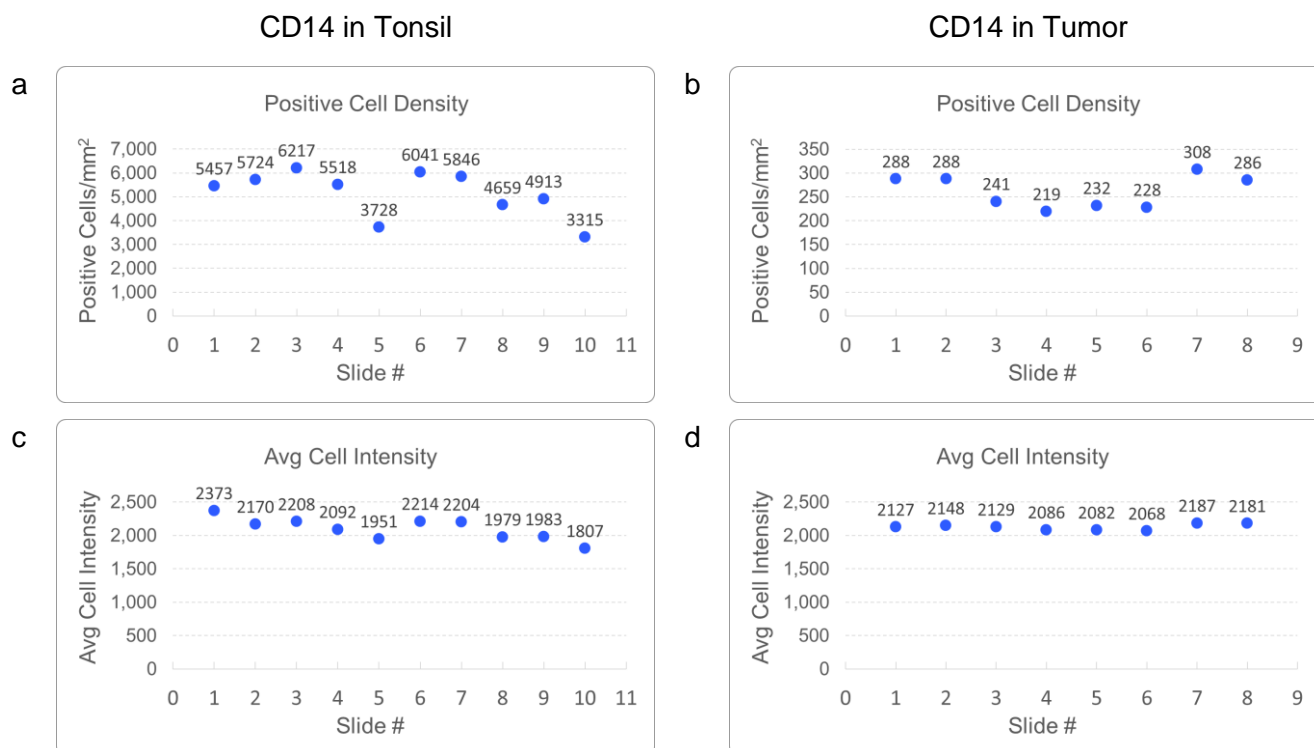 CD14 in Tonsil
CD14 in Tumor
a
Positive Cell Density
Positive Cells/mm²
7,000
6,000
5,000
4,000
3,000
2,000
1,000
0
5457 5724 6217 5518 3728 6041 5846 4659 4913 3315
0 1 2 3 4 5 6 7 8 9 10 11
Slide #
b
Positive Cell Density
Positive Cells/mm²
350
300
250
200
150
100
50
0
288 288 241 219 232 228 308 286
0 1 2 3 4 5 6 7 8 9
Slide #
c
Avg Cell Intensity
Avg Cell Intensity
2,500
2,000
1,500
1,000
500
0
2373 2170 2208 2092 1951 2214 2204 1979 1983 1807
0 1 2 3 4 5 6 7 8 9 10 11
Slide #
d
Avg Cell Intensity
Avg Cell Intensity
2,500
2,000
1,500
1,000
500
0
2127 2148 2129 2086 2082 2068 2187 2181
0 1 2 3 4 5 6 7 8 9
Slide #